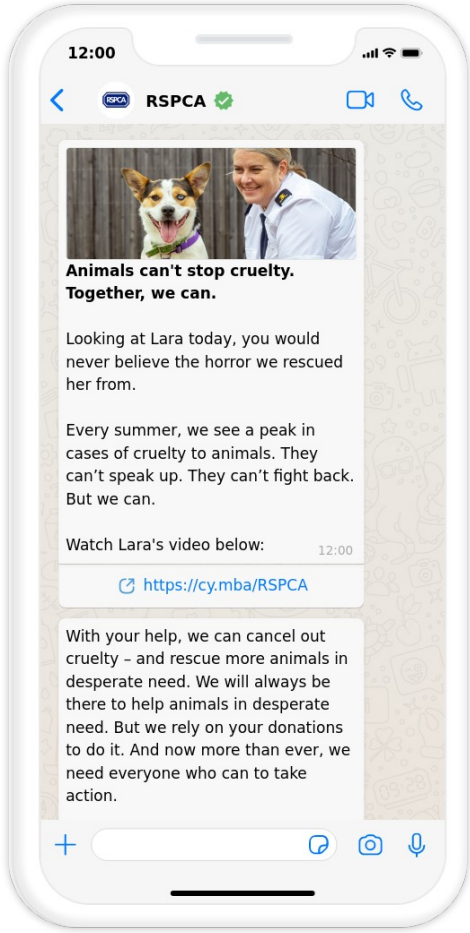 12:00
RSPCA
RSPCA
Animals can't stop cruelty.
Together, we can.
Looking at Lara today, you would
never believe the horror we rescued
her from.
Every summer, we see a peak in
cases of cruelty to animals. They
can’t speak up. They can’t fight back.
But we can.
Watch Lara's video below:
12:00
https://cy.mba/RSPCA
With your help, we can cancel out
cruelty – and rescue more animals in
desperate need. We will always be
there to help animals in desperate
need. But we rely on your donations
to do it. And now more than ever, we
need everyone who can to take
action.